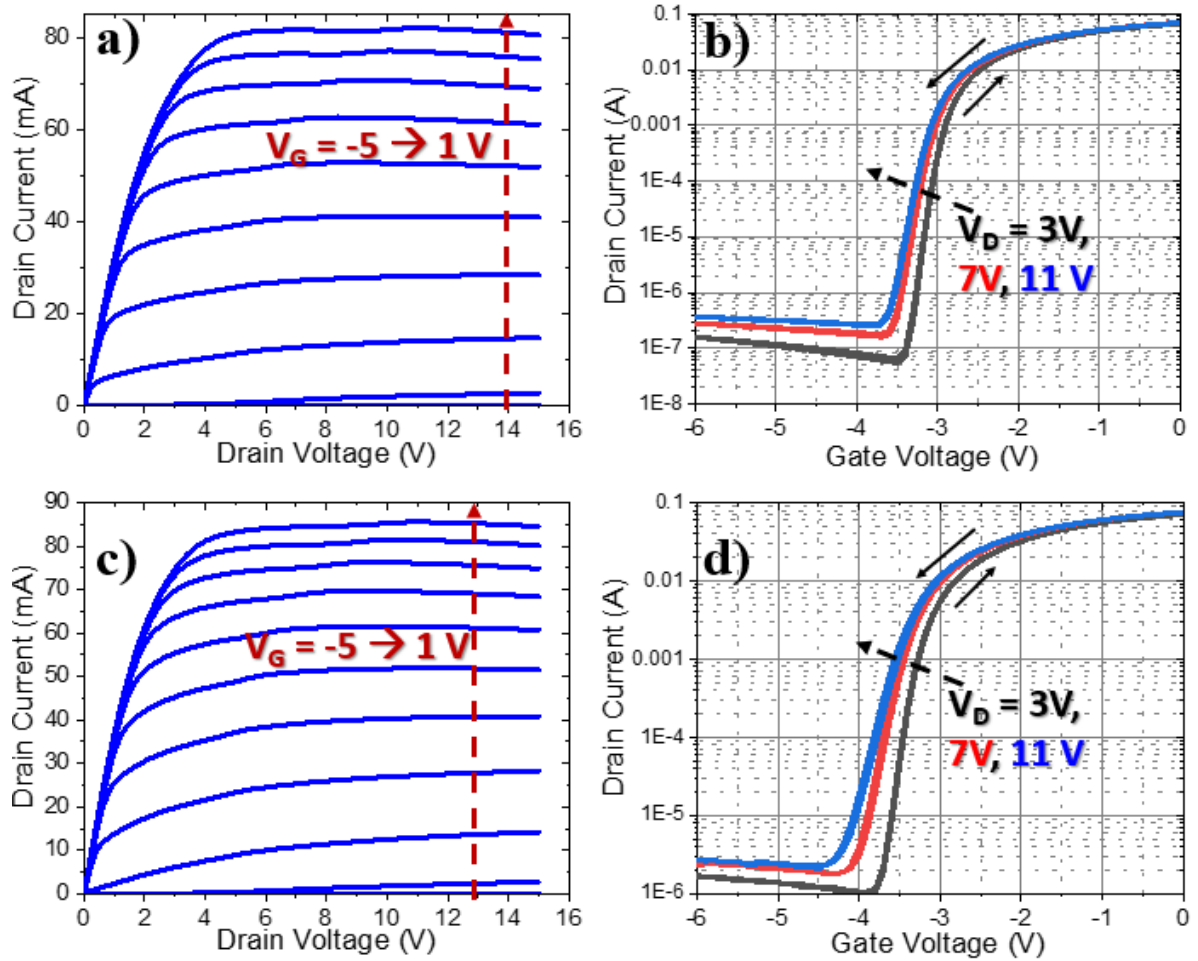 a)
Drain Current (mA)
80
60
40
20
0
V_G = -5 → 1 V
0 2 4 6 8 10 12 14 16
Drain Voltage (V)
b)
Drain Current (A)
0.1
0.01
0.001
1E-4
1E-5
1E-6
1E-7
1E-8
V_D = 3V,
7V, 11 V
-6 -5 -4 -3 -2 -1 0
Gate Voltage (V)
c)
Drain Current (mA)
90
80
70
60
50
40
30
20
10
0
V_G = -5 → 1 V
0 2 4 6 8 10 12 14 16
Drain Voltage (V)
d)
Drain Current (A)
0.1
0.01
0.001
1E-4
1E-5
1E-6
V_D = 3V,
7V, 11 V
-6 -5 -4 -3 -2 -1 0
Gate Voltage (V)